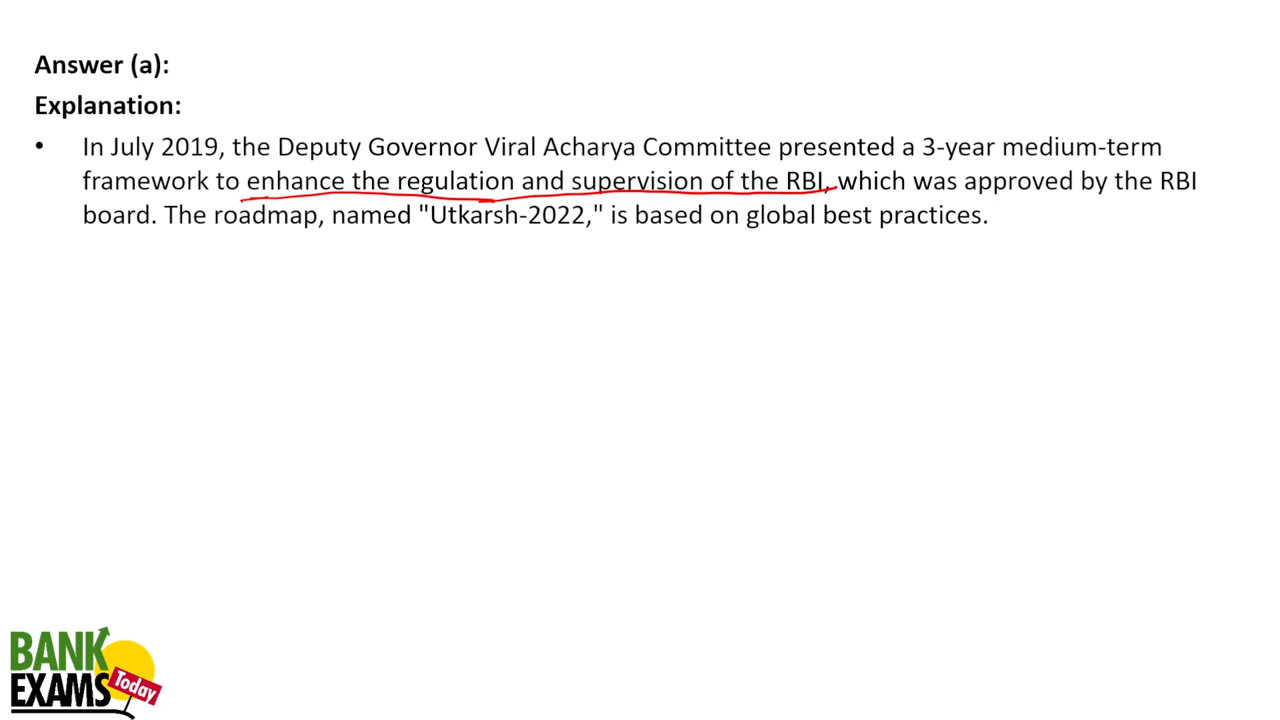 Answer (a):
Explanation:
• In July 2019, the Deputy Governor Viral Acharya Committee presented a 3-year medium-term
framework to enhance the regulation and supervision of the RBI, which was approved by the RBI
board. The roadmap, named "Utkarsh-2022," is based on global best practices.
BANK
EXAMS
Today